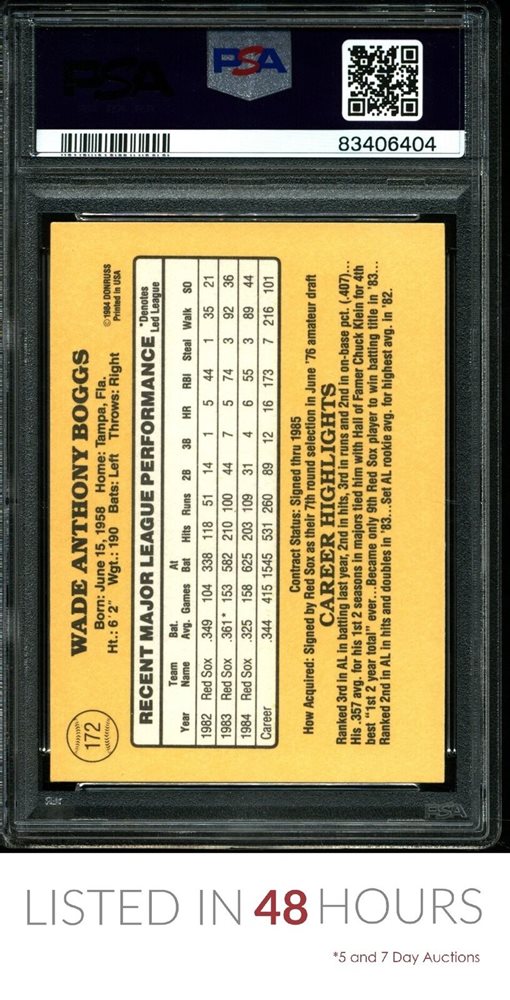 PSA
PSA
83406404
172
WADE ANTHONY BOGGS
Born: June 15, 1958 Home: Tampa, Fla.
Ht.: 6' 2" Wgt.: 190 Bats: Left Throws: Right
© 1984 DONRUSS
Printed in USA
RECENT MAJOR LEAGUE PERFORMANCE *Denotes Led League
Year Team Name Bat. Avg. Games At Bat Hits Runs 2B 3B HR RBI Steal Walk SO
1982 Red Sox .349 104 338 118 51 14 1 5 44 1 35 21
1983 Red Sox .361* 153 582 210 100 44 7 5 74 3 92 36
1984 Red Sox .325 158 625 203 109 31 4 6 55 3 89 44
Career .344 415 1545 531 260 89 12 16 173 7 216 101
Contract Status: Signed thru 1985
How Acquired: Signed by Red Sox as their 7th round selection in June '76 amateur draft
CAREER HIGHLIGHTS
Ranked 3rd in AL in batting last year, 2nd in hits, 3rd in runs and 2nd in on-base pct. (.407)...
His .357 avg. for his 1st 2 seasons in majors tied him with Hall of Famer Chuck Klein for 4th
best "1st 2 year total" ever...Became only 9th Red Sox player to win batting title in '83...
Ranked 2nd in AL in hits and doubles in '83...Set AL rookie avg. for highest avg. in '82.
PSA
LISTED IN 48 HOURS
*5 and 7 Day Auctions